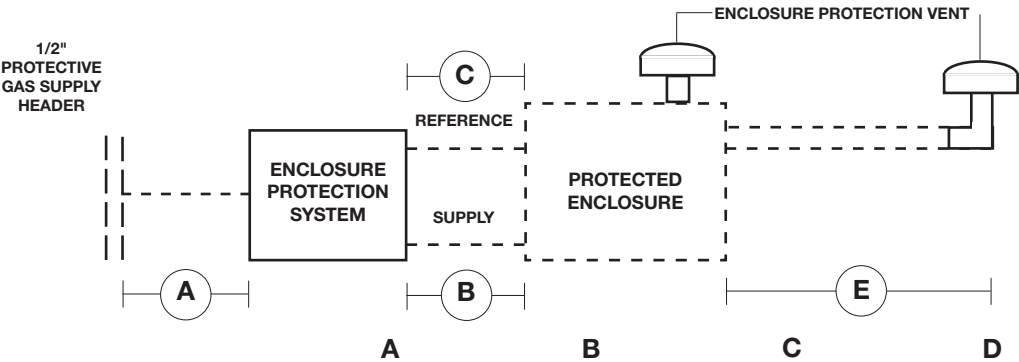 ENCLOSURE PROTECTION VENT
1/2"
PROTECTIVE
GAS SUPPLY
HEADER
C
REFERENCE
ENCLOSURE
PROTECTION
SYSTEM
PROTECTED
ENCLOSURE
SUPPLY
A
B
E
A B C D